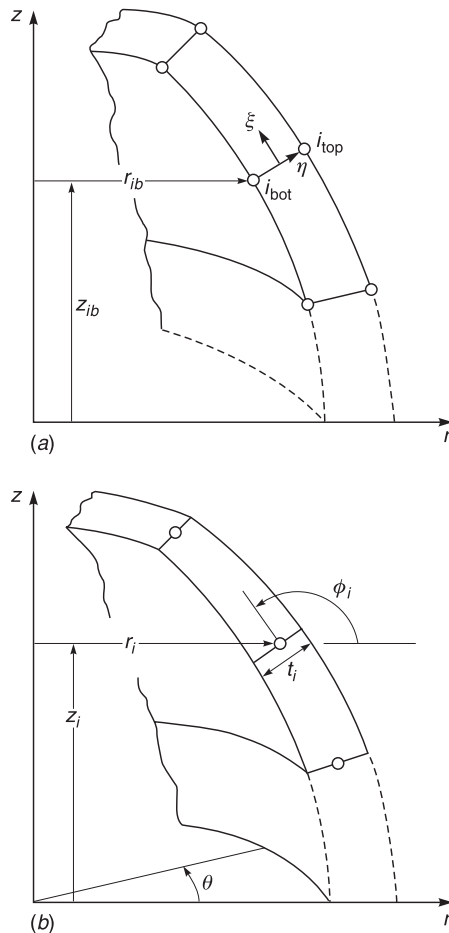 z
ξ
i_top
r_ib
i_bot
η
z_ib
r
(a)
z
ϕ_i
r_i
t_i
z_i
θ
r
(b)